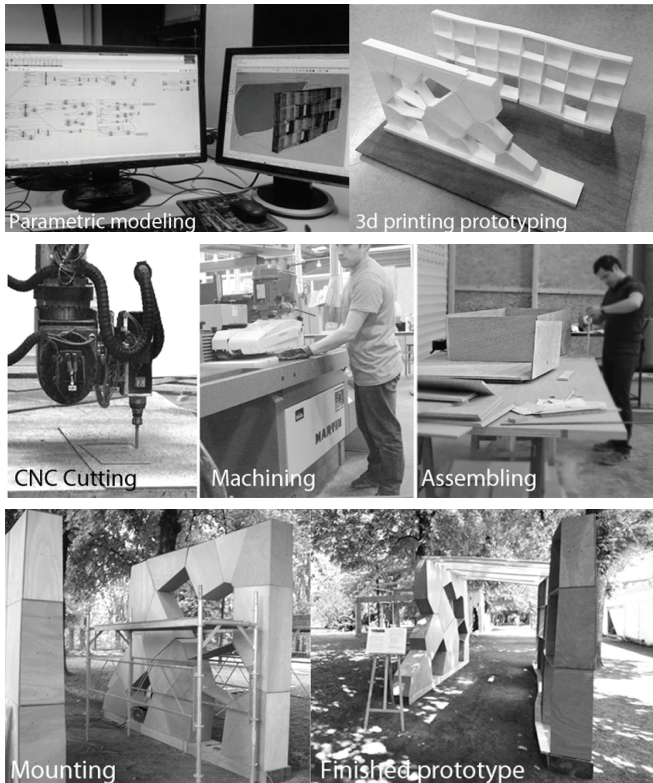 Parametric modeling
3d printing prototyping
CNC Cutting
Machining
MARTIN
Assembling
Mounting
Finished prototype